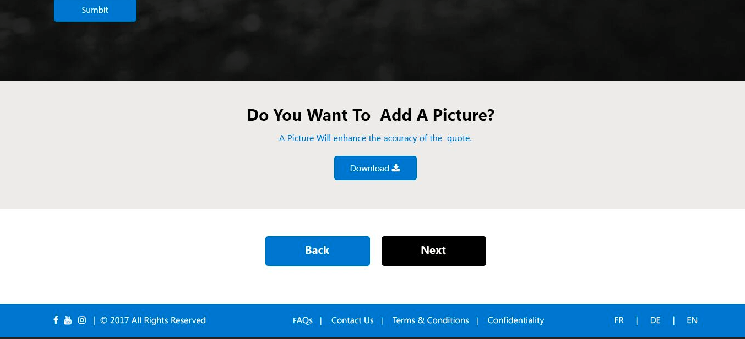 Sumbit
Do You Want To Add A Picture?
A Picture Will enhance the accuracy of the quote.
Download
Back Next
| © 2017 All Rights Reserved FAQs | Contact Us | Terms & Conditions | Confidentiality FR | DE | EN